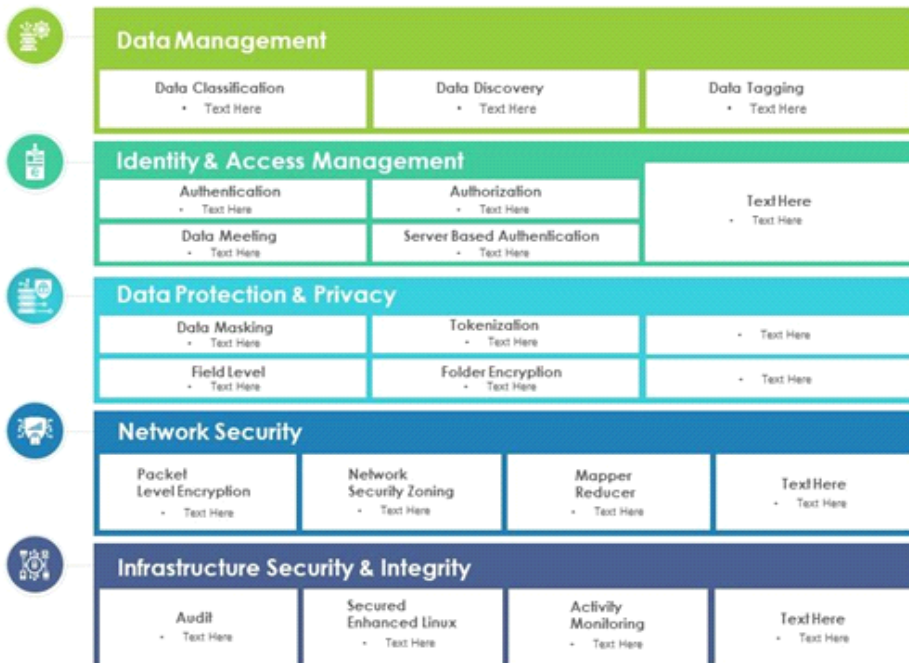 Data Management
Data Classification
• Text Here
Data Discovery
• Text Here
Data Tagging
• Text Here
Identity & Access Management
Authentication
• Text Here
Authorization
• Text Here
Text Here
• Text Here
Data Meeting
• Text Here
Server Based Authentication
• Text Here
Data Protection & Privacy
Data Masking
• Text Here
Tokenization
• Text Here
• Text Here
Field Level
• Text Here
Folder Encryption
• Text Here
• Text Here
Network Security
Packet
Level Encryption
• Text Here
Network
Security Zoning
• Text Here
Mapper
Reducer
• Text Here
Text Here
• Text Here
Infrastructure Security & Integrity
Audit
• Text Here
Secured
Enhanced Linux
• Text Here
Activity
Monitoring
• Text Here
Text Here
• Text Here